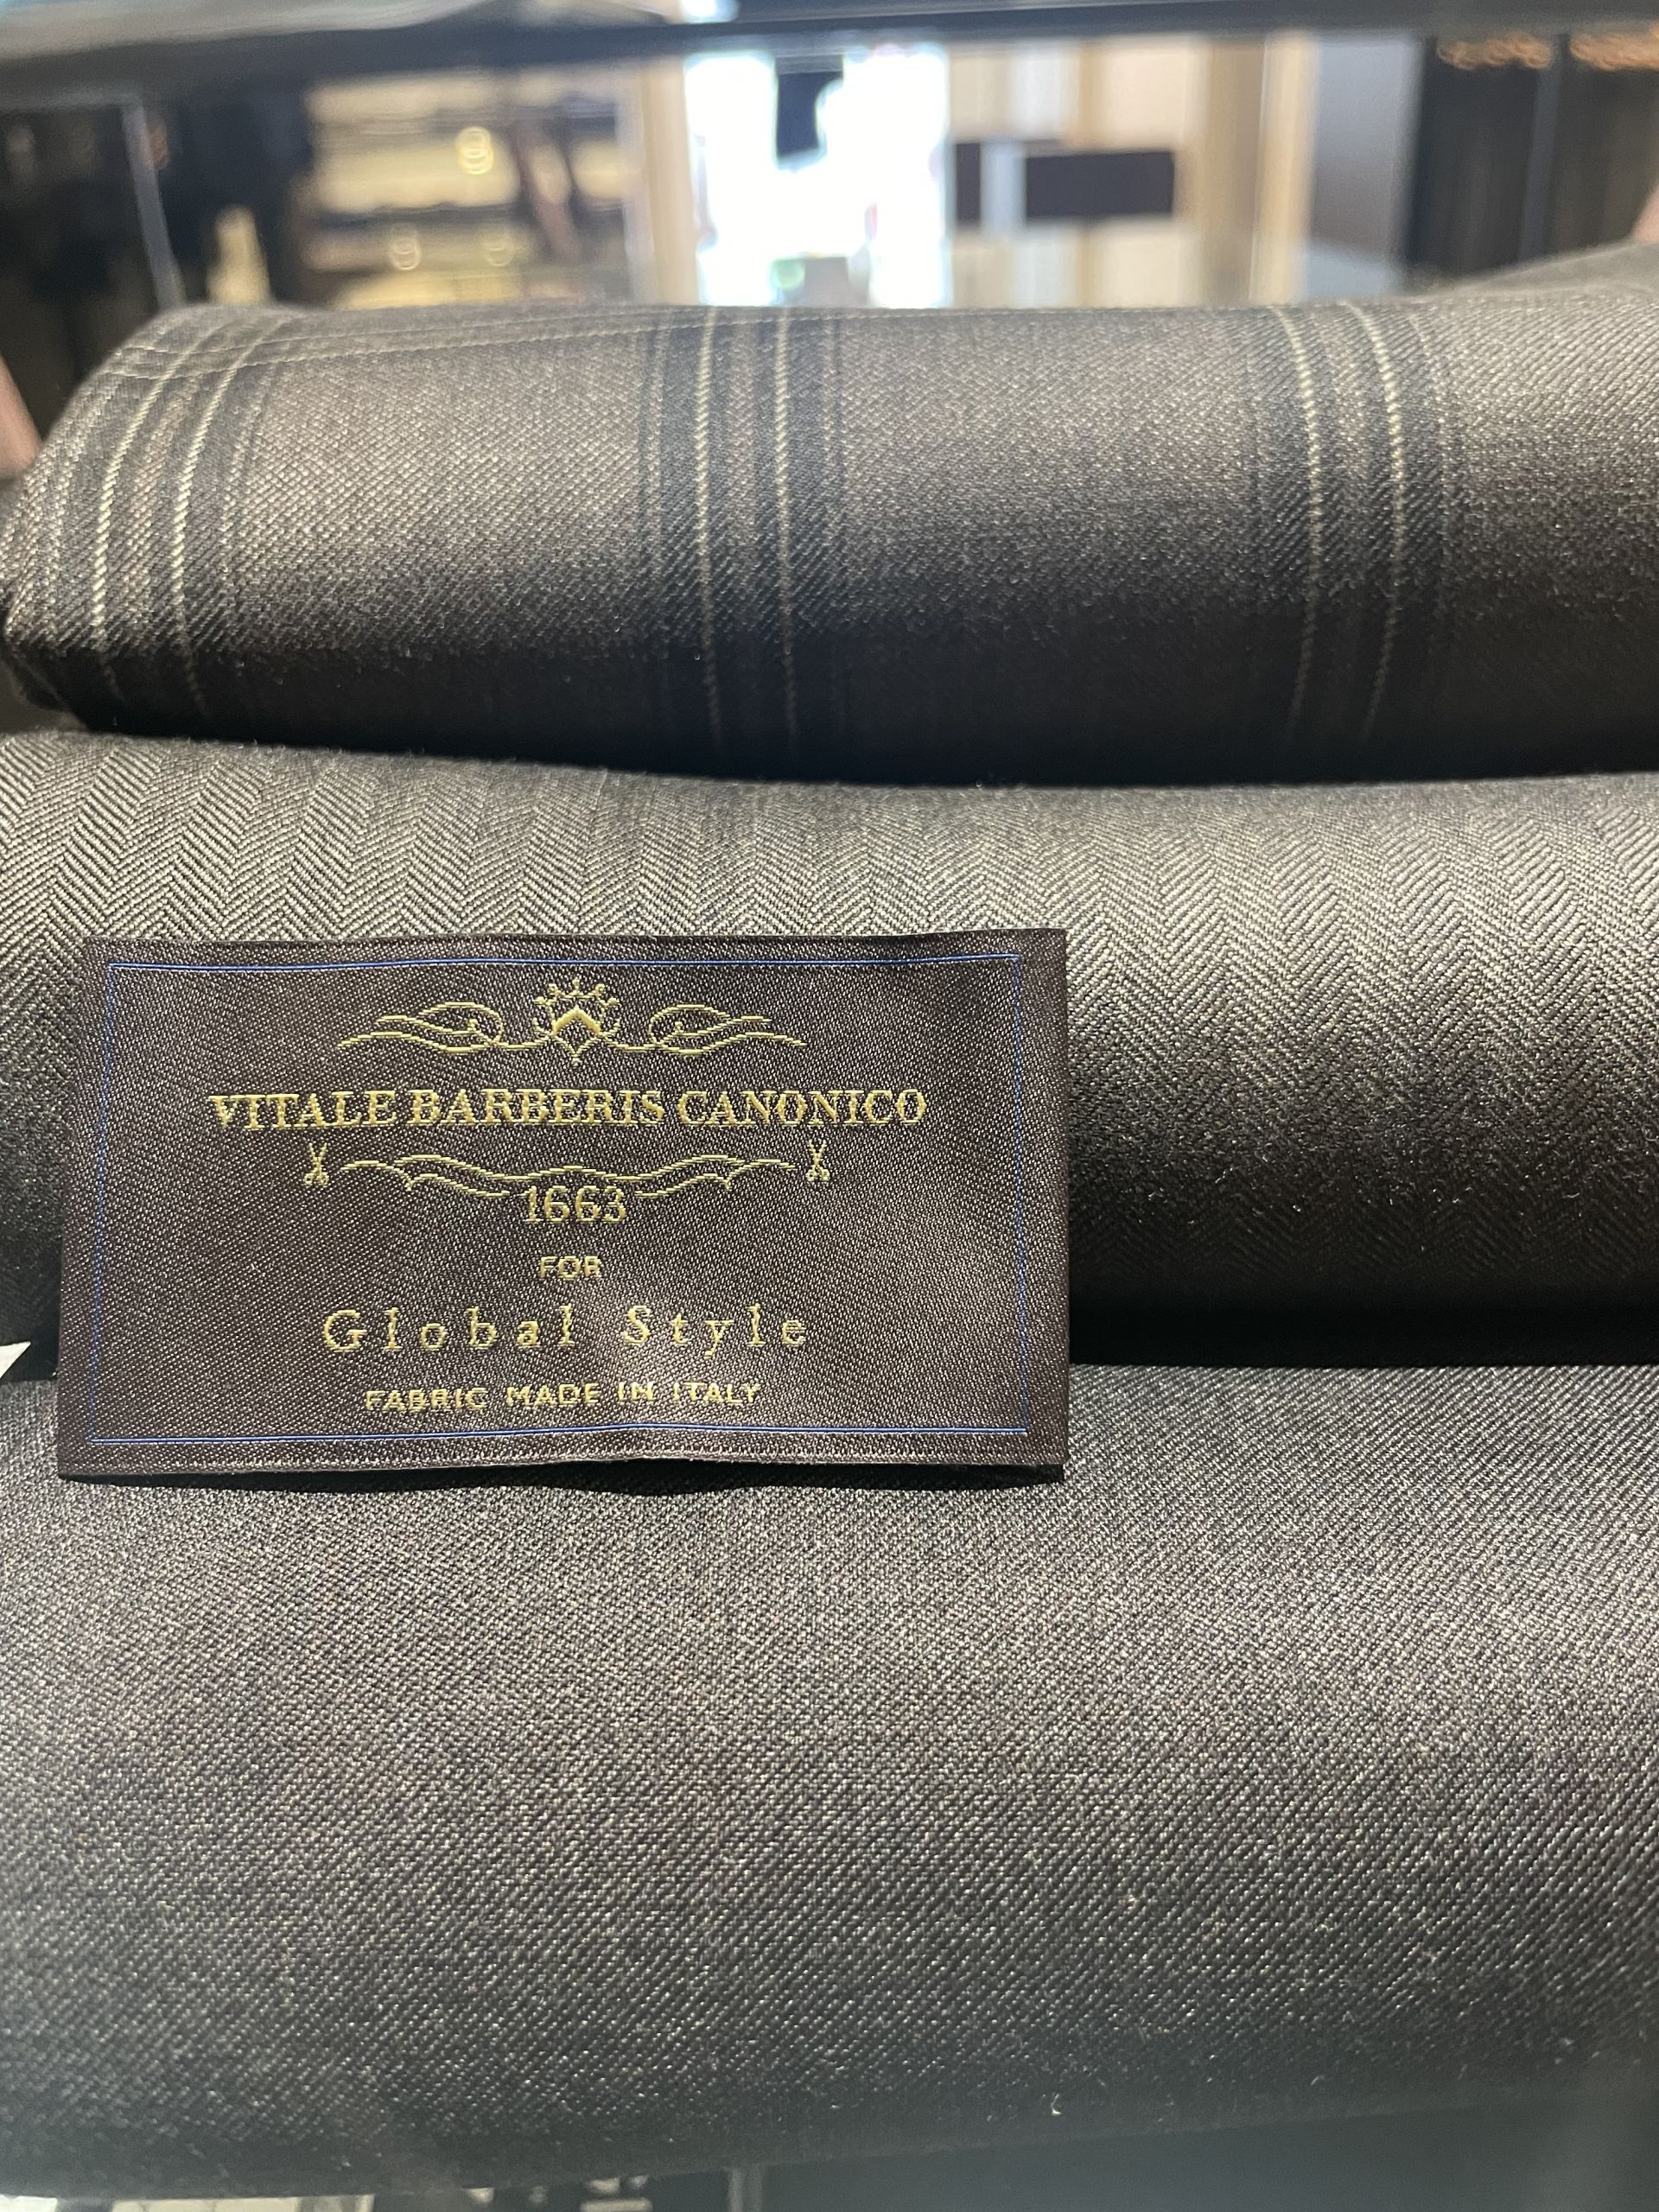 VITALE BARBERIS CANONICO
1663
FOR
Global Style
FABRIC MADE IN ITALY